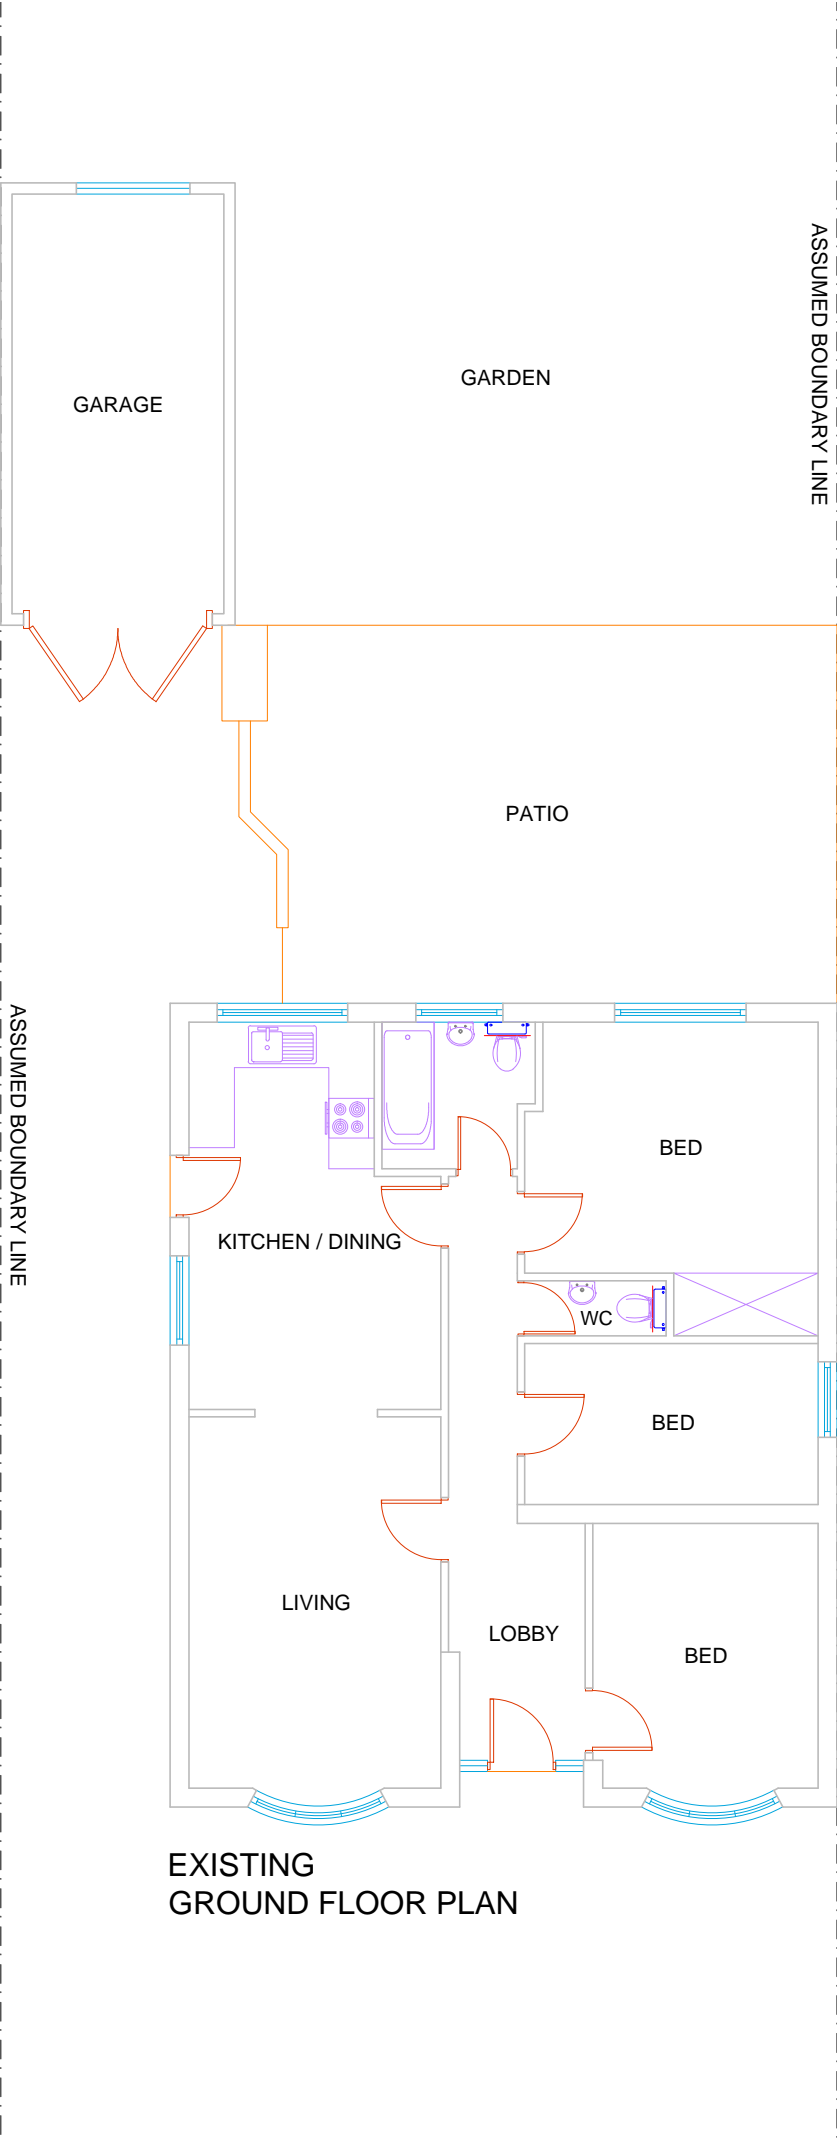 ASSUMED BOUNDARY LINE
GARDEN
GARAGE
PATIO
ASSUMED BOUNDARY LINE
BED
KITCHEN / DINING
WC
BED
LIVING
LOBBY
BED
EXISTING
GROUND FLOOR PLAN